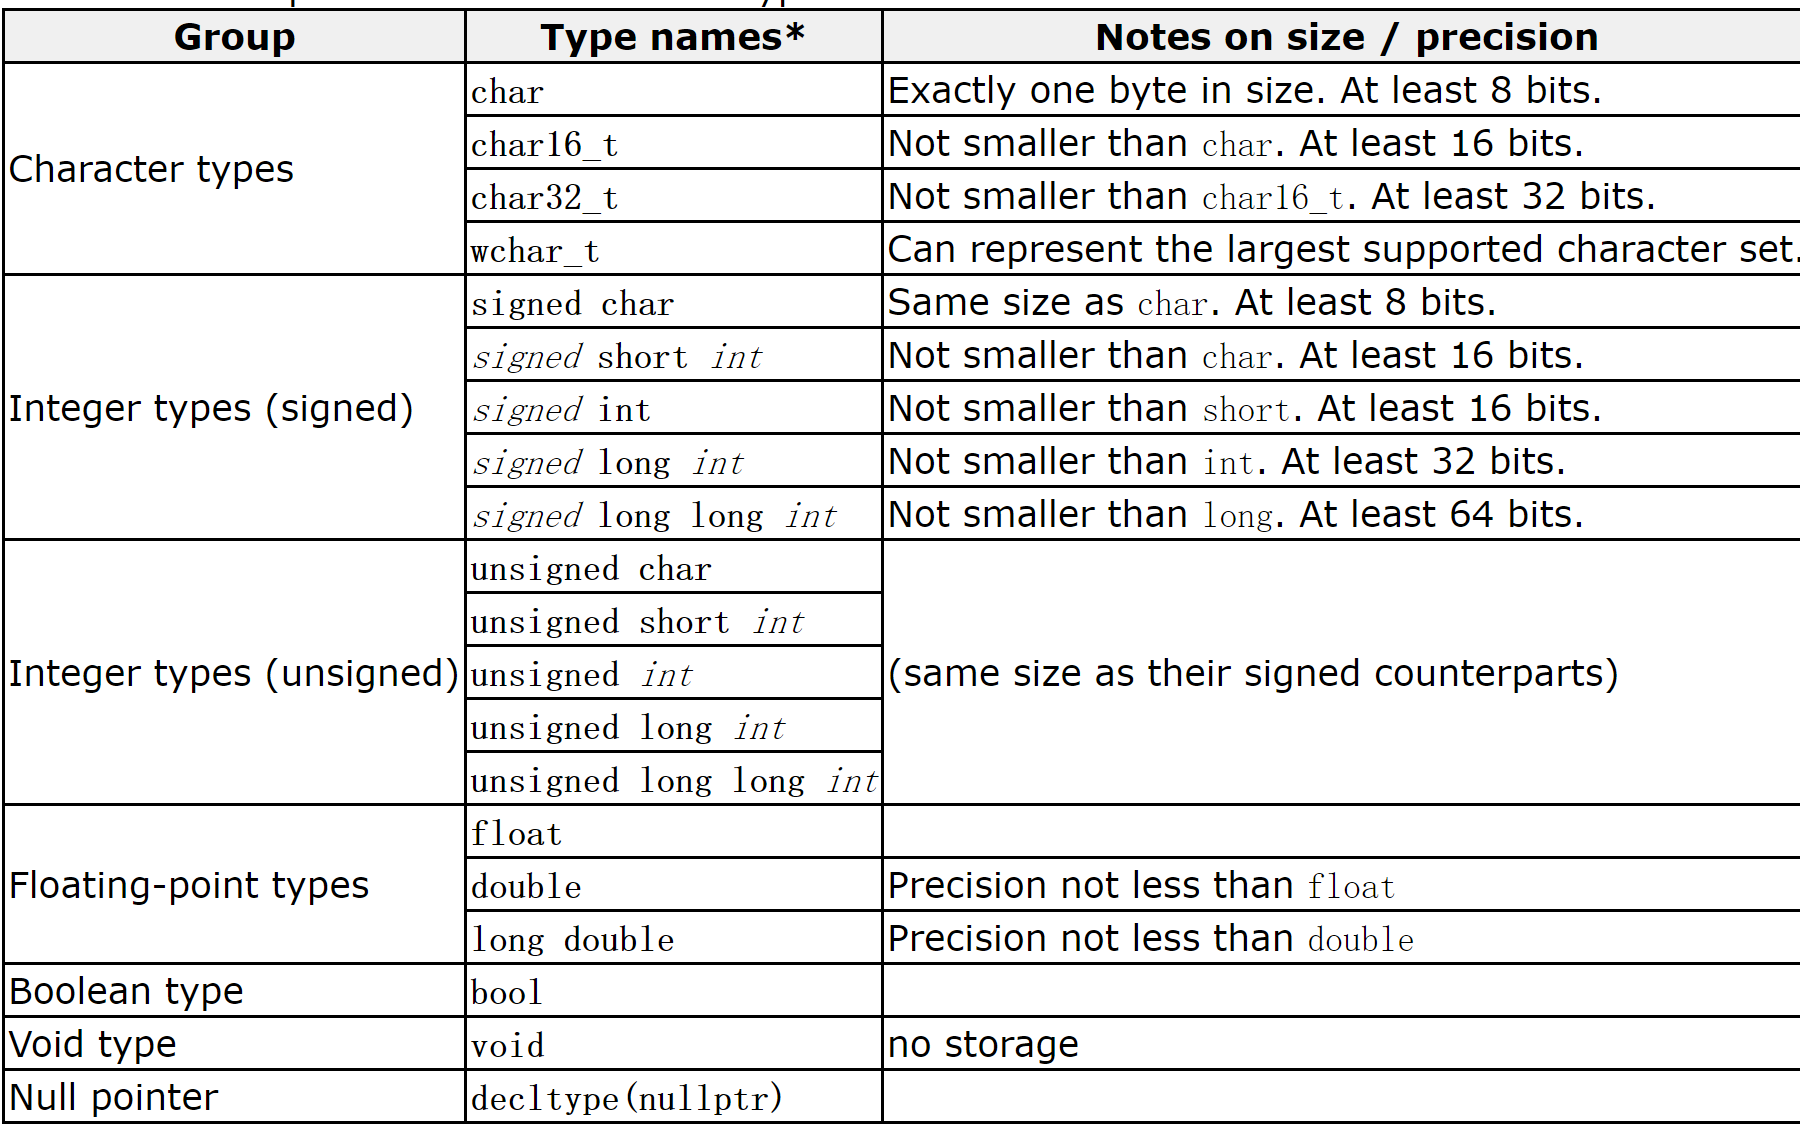 Group Type names* Notes on size / precision
Character types
char Exactly one byte in size. At least 8 bits.
char16_t Not smaller than char. At least 16 bits.
char32_t Not smaller than char16_t. At least 32 bits.
wchar_t Can represent the largest supported character set.
Integer types (signed)
signed char Same size as char. At least 8 bits.
signed short int Not smaller than char. At least 16 bits.
signed int Not smaller than short. At least 16 bits.
signed long int Not smaller than int. At least 32 bits.
signed long long int Not smaller than long. At least 64 bits.
Integer types (unsigned)
unsigned char
unsigned short int
unsigned int
unsigned long int
unsigned long long int
(same size as their signed counterparts)
Floating-point types
float
double Precision not less than float
long double Precision not less than double
Boolean type bool
Void type void no storage
Null pointer decltype(nullptr)